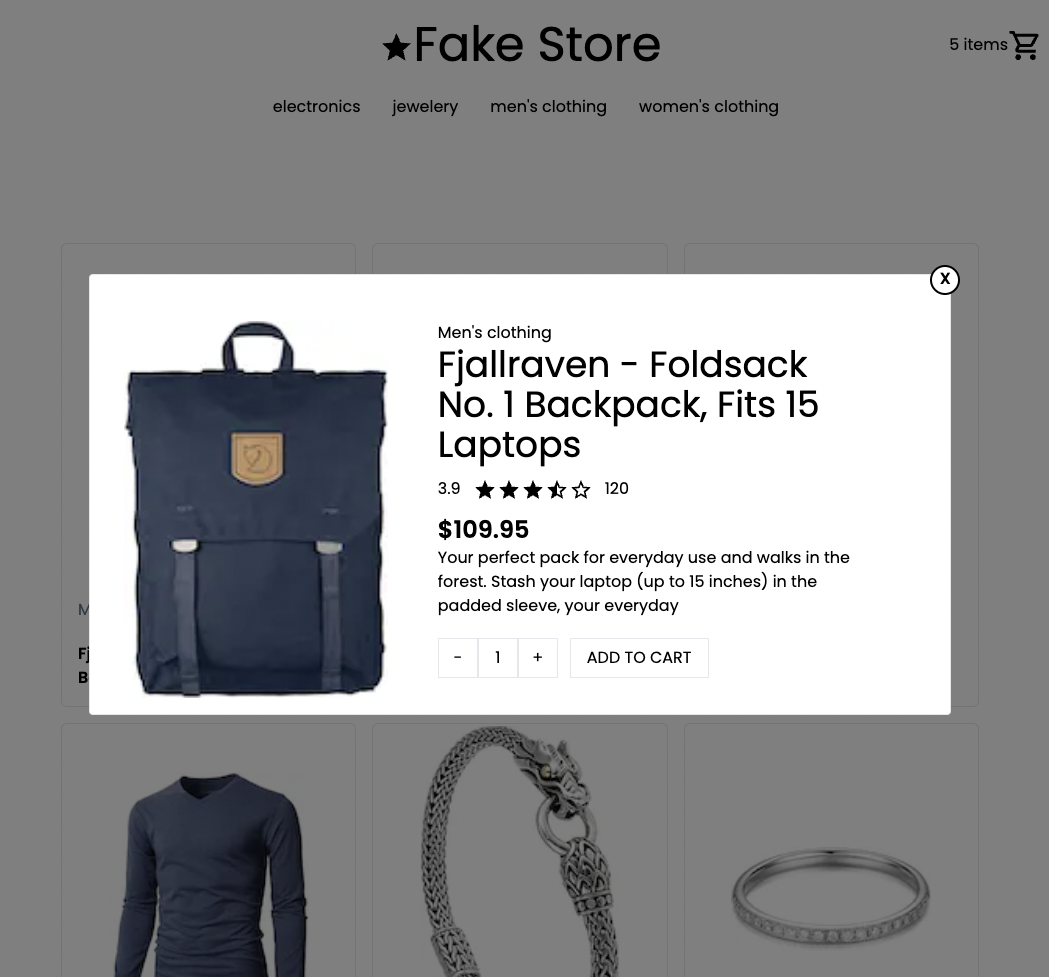 Fake Store
5 items
electronics jewelery men's clothing women's clothing
X
Men's clothing
Fjallraven - Foldsack
No. 1 Backpack, Fits 15
Laptops
3.9 120
$109.95
Your perfect pack for everyday use and walks in the
forest. Stash your laptop (up to 15 inches) in the
padded sleeve, your everyday
- 1 + ADD TO CART
M
Fj
B